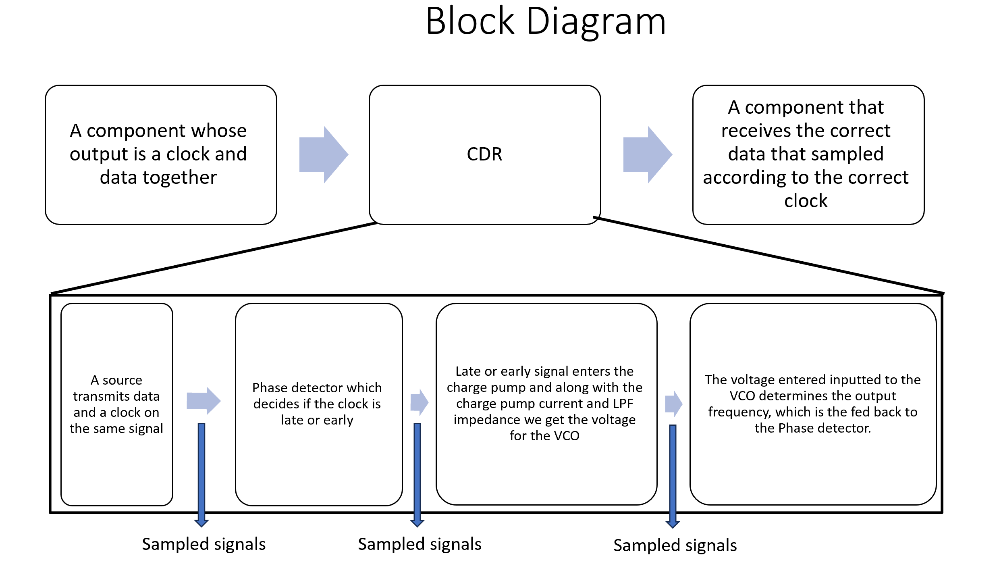 Block Diagram
A component whose
output is a clock and
data together
CDR
A component that
receives the correct
data that sampled
according to the correct
clock
A source
transmits data
and a clock on
the same signal
Phase detector which
decides if the clock is
late or early
Late or early signal enters the
charge pump and along with the
charge pump current and LPF
impedance we get the voltage
for the VCO
The voltage entered inputted to the
VCO determines the output
frequency, which is the fed back to
the Phase detector.
Sampled signals
Sampled signals
Sampled signals